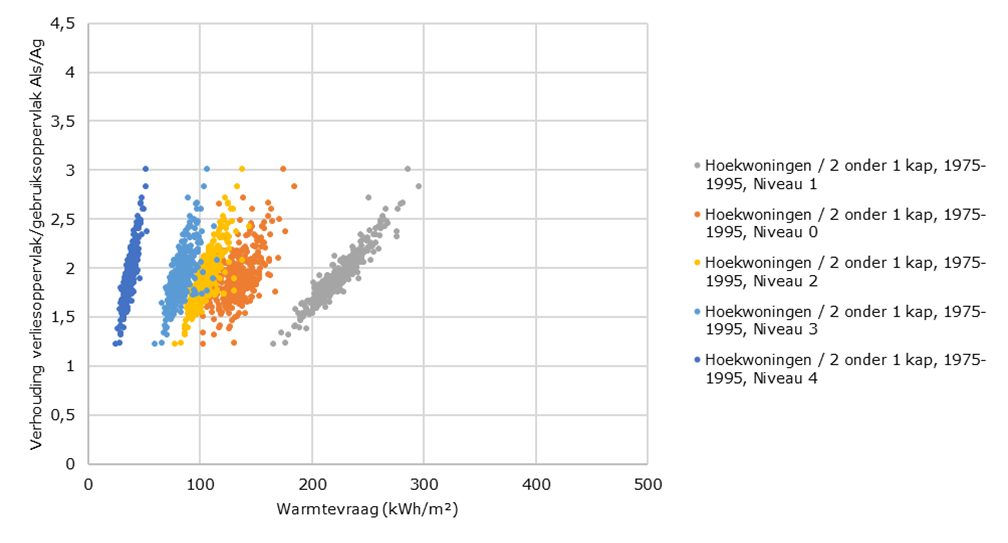 4,5
4
3,5
3
2,5
2
1,5
1
0,5
0
Verhouding verliesoppervlak/gebruiksoppervlak Als/Ag
0 100 200 300 400 500
Warmtevraag (kWh/m²)
Hoekwoningen / 2 onder 1 kap, 1975-
1995, Niveau 1
Hoekwoningen / 2 onder 1 kap, 1975-
1995, Niveau 0
Hoekwoningen / 2 onder 1 kap, 1975-
1995, Niveau 2
Hoekwoningen / 2 onder 1 kap, 1975-
1995, Niveau 3
Hoekwoningen / 2 onder 1 kap, 1975-
1995, Niveau 4